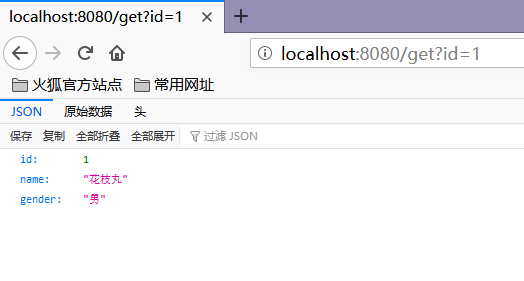 localhost:8080/get?id=1
localhost:8080/get?id=1
火狐官方站点 常用网址
JSON 原始数据 头
保存 复制 全部折叠 全部展开 过滤 JSON
id: 1
name: "花枝丸"
gender: "男"